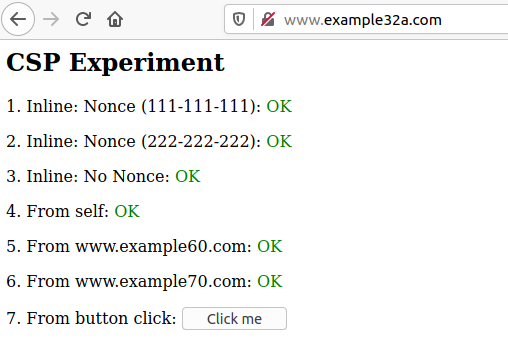 www.example32a.com
CSP Experiment
1. Inline: Nonce (111-111-111): OK
2. Inline: Nonce (222-222-222): OK
3. Inline: No Nonce: OK
4. From self: OK
5. From www.example60.com: OK
6. From www.example70.com: OK
7. From button click: Click me